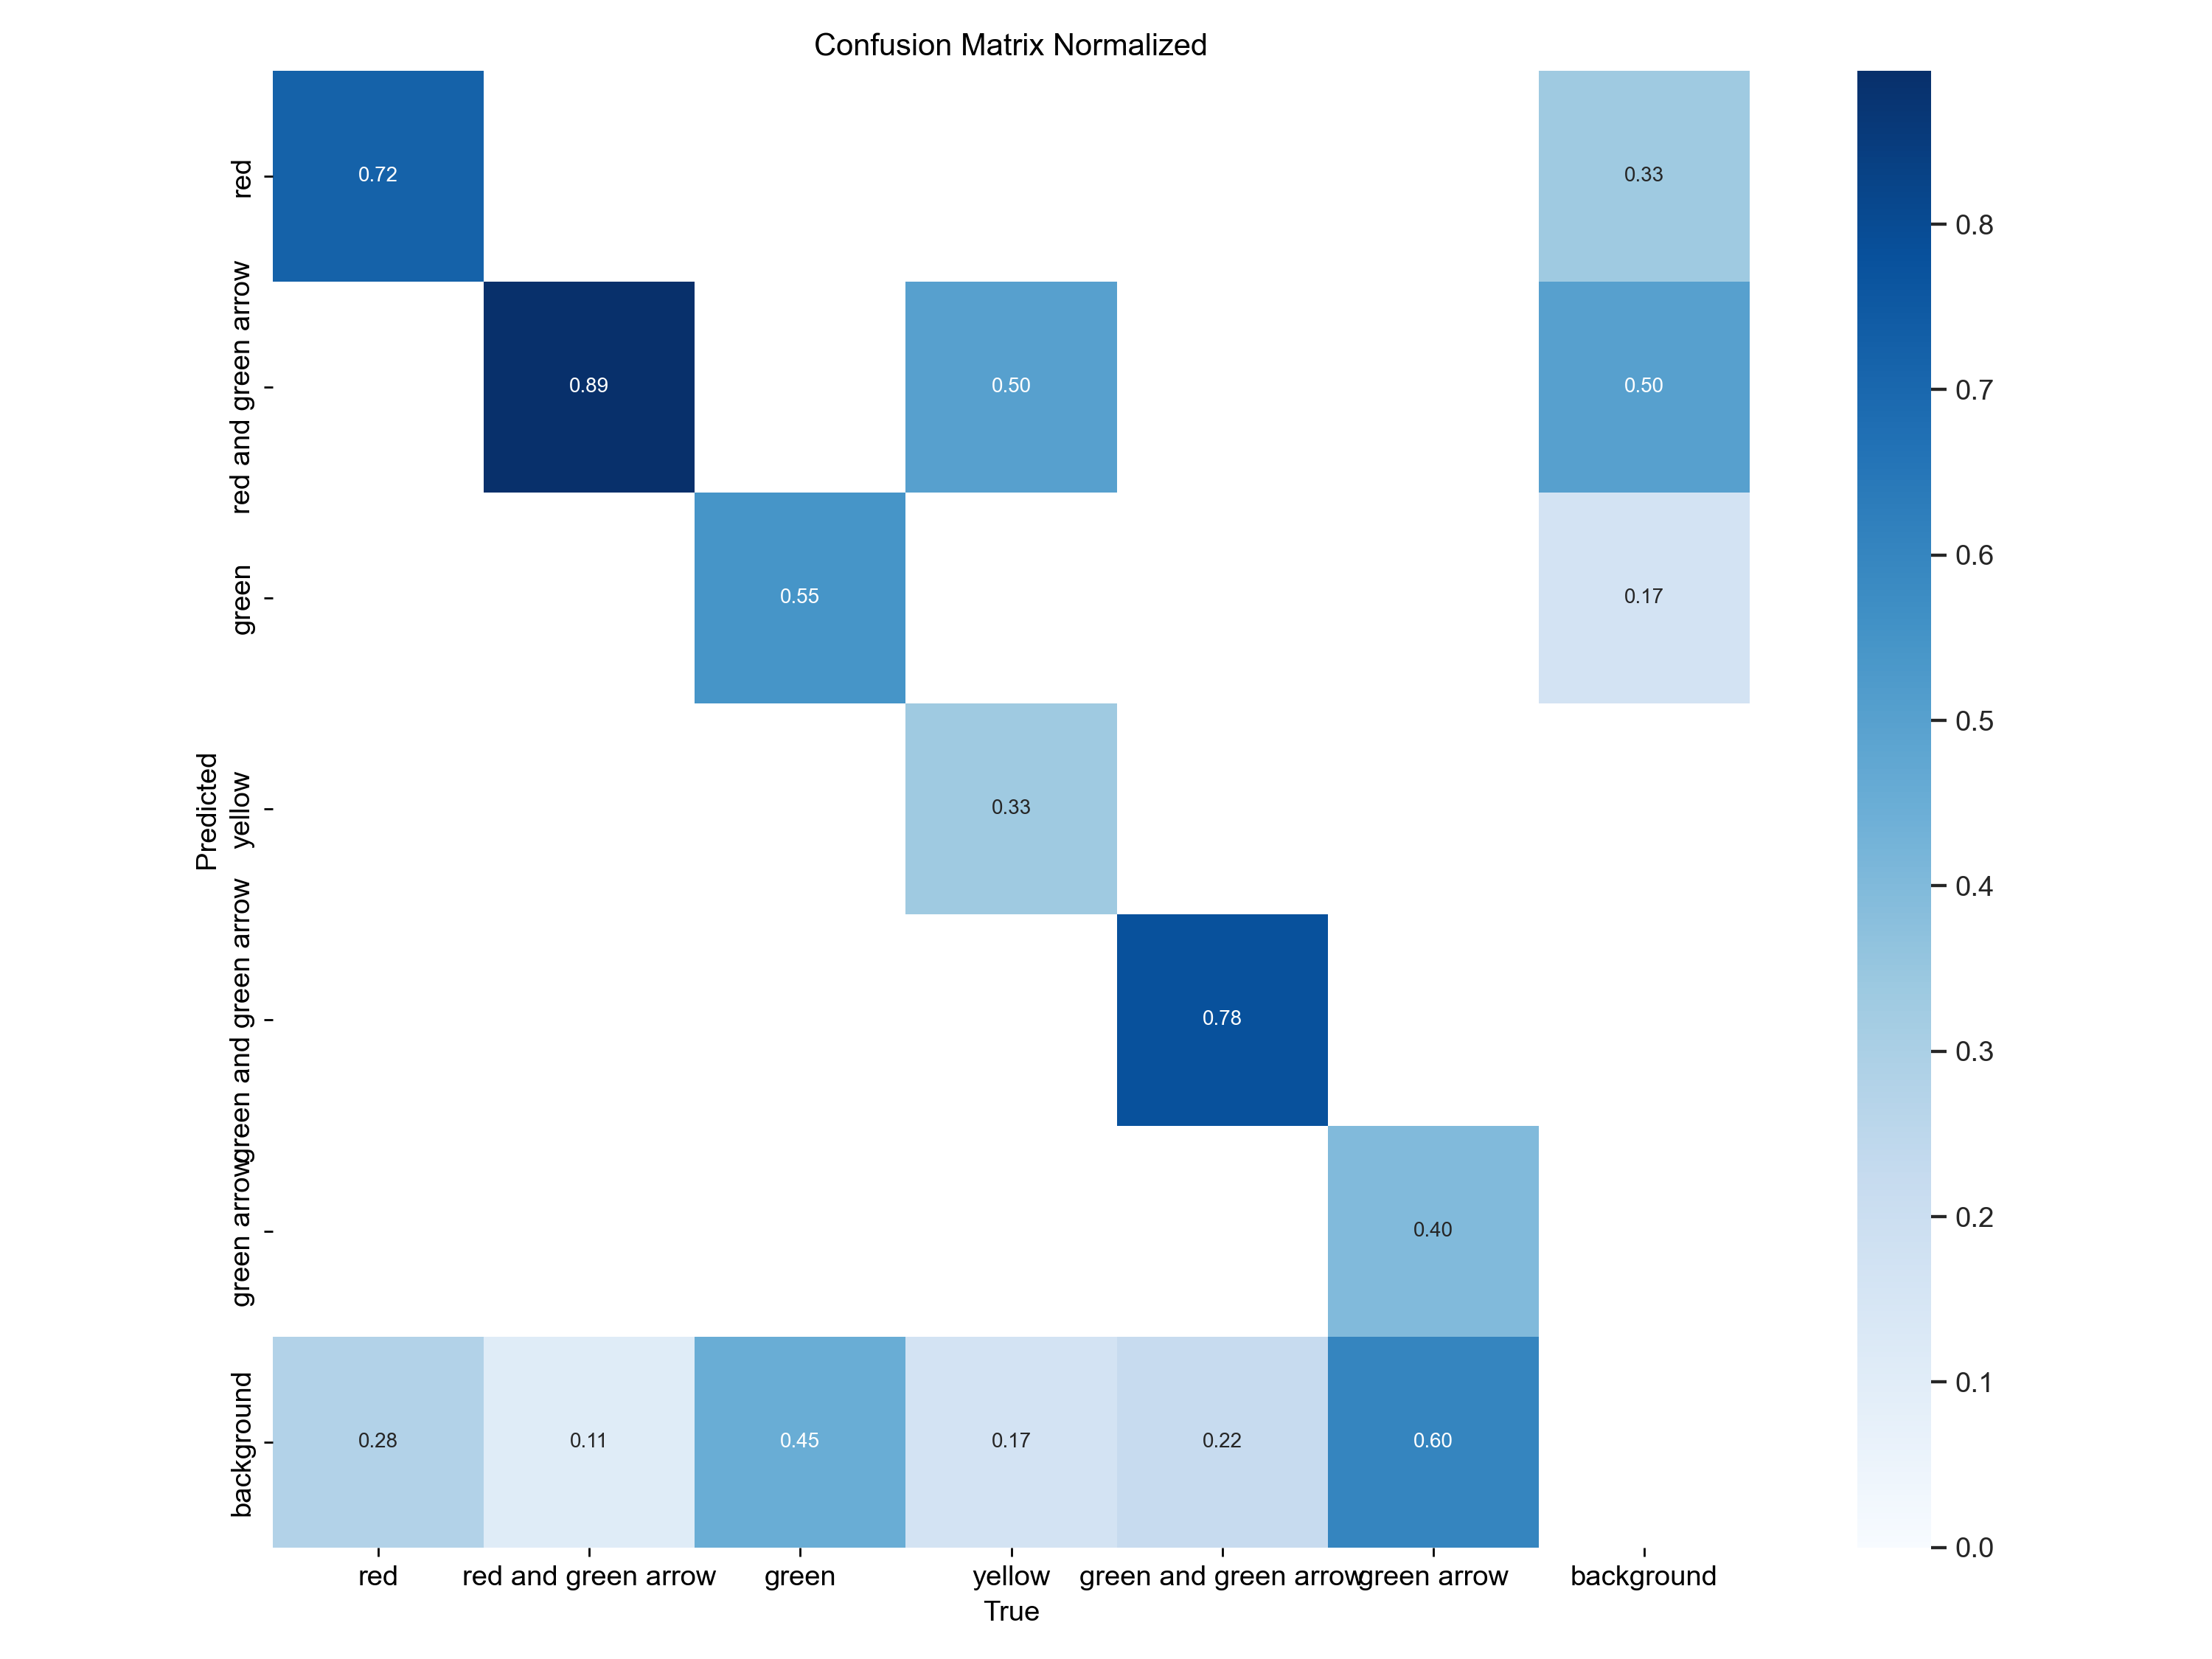 Confusion Matrix Normalized
red
0.72
0.33
red and green arrow
0.89
0.50
0.50
green
0.55
0.17
Predicted
yellow
0.33
green and green arrow
0.78
green arrow
0.40
background
0.28
0.11
0.45
0.17
0.22
0.60
red
red and green arrow
green
yellow
green and green arrow
green arrow
background
True
0.8
0.7
0.6
0.5
0.4
0.3
0.2
0.1
0.0